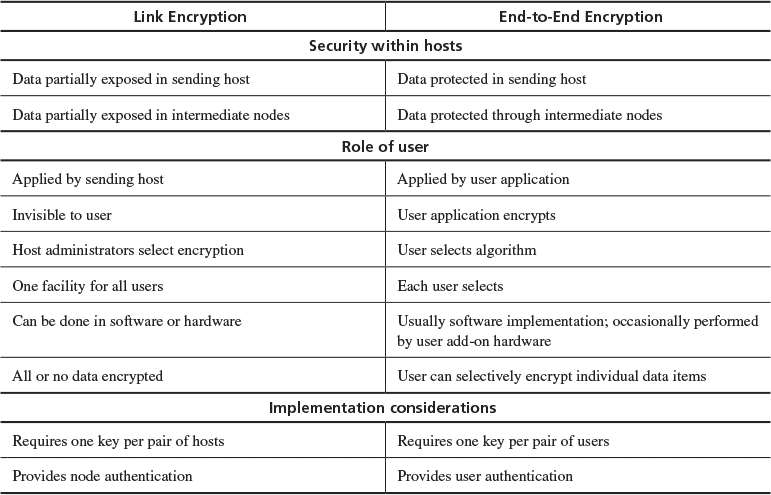 Link Encryption End-to-End Encryption
Security within hosts
Data partially exposed in sending host Data protected in sending host
Data partially exposed in intermediate nodes Data protected through intermediate nodes
Role of user
Applied by sending host Applied by user application
Invisible to user User application encrypts
Host administrators select encryption User selects algorithm
One facility for all users Each user selects
Can be done in software or hardware Usually software implementation; occasionally performed
by user add-on hardware
All or no data encrypted User can selectively encrypt individual data items
Implementation considerations
Requires one key per pair of hosts Requires one key per pair of users
Provides node authentication Provides user authentication